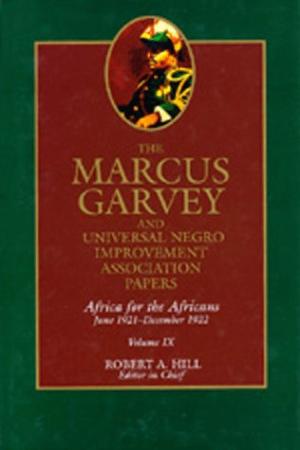 THE
MARCUS
GARVEY
AND
UNIVERSAL NEGRO
IMPROVEMENT
ASSOCIATION
PAPERS
Africa for the Africans
June 1921–December 1922
Volume IX
ROBERT A. HILL
Editor in Chief